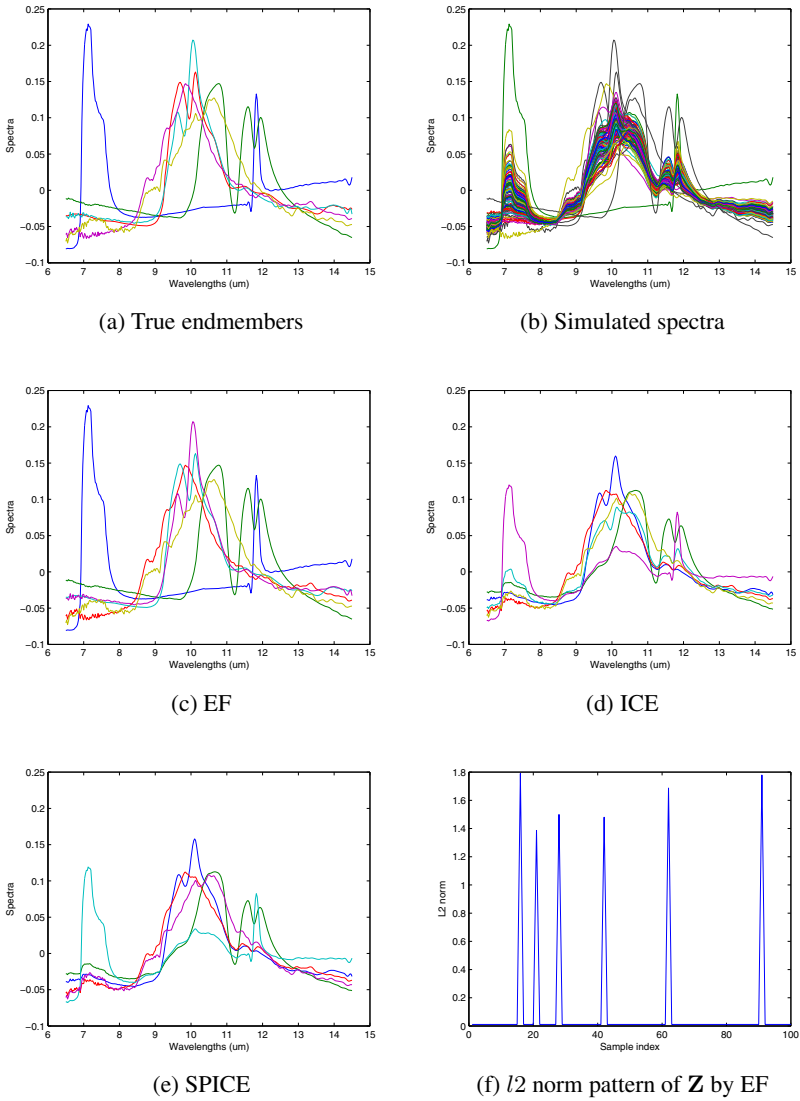 0.25
0.2
0.15
0.1
0.05
0
−0.05
−0.1
Spectra
6 7 8 9 10 11 12 13 14 15
Wavelengths (um)
(a) True endmembers
0.25
0.2
0.15
0.1
0.05
0
−0.05
−0.1
Spectra
6 7 8 9 10 11 12 13 14 15
Wavelengths (um)
(b) Simulated spectra
0.25
0.2
0.15
0.1
0.05
0
−0.05
−0.1
Spectra
6 7 8 9 10 11 12 13 14 15
Wavelengths (um)
(c) EF
0.25
0.2
0.15
0.1
0.05
0
−0.05
−0.1
Spectra
6 7 8 9 10 11 12 13 14 15
Wavelengths (um)
(d) ICE
0.25
0.2
0.15
0.1
0.05
0
−0.05
−0.1
Spectra
6 7 8 9 10 11 12 13 14 15
Wavelengths (um)
(e) SPICE
1.8
1.6
1.4
1.2
1
0.8
0.6
0.4
0.2
0
L2 norm
0 20 40 60 80 100
Sample index
(f) l2 norm pattern of Z by EF